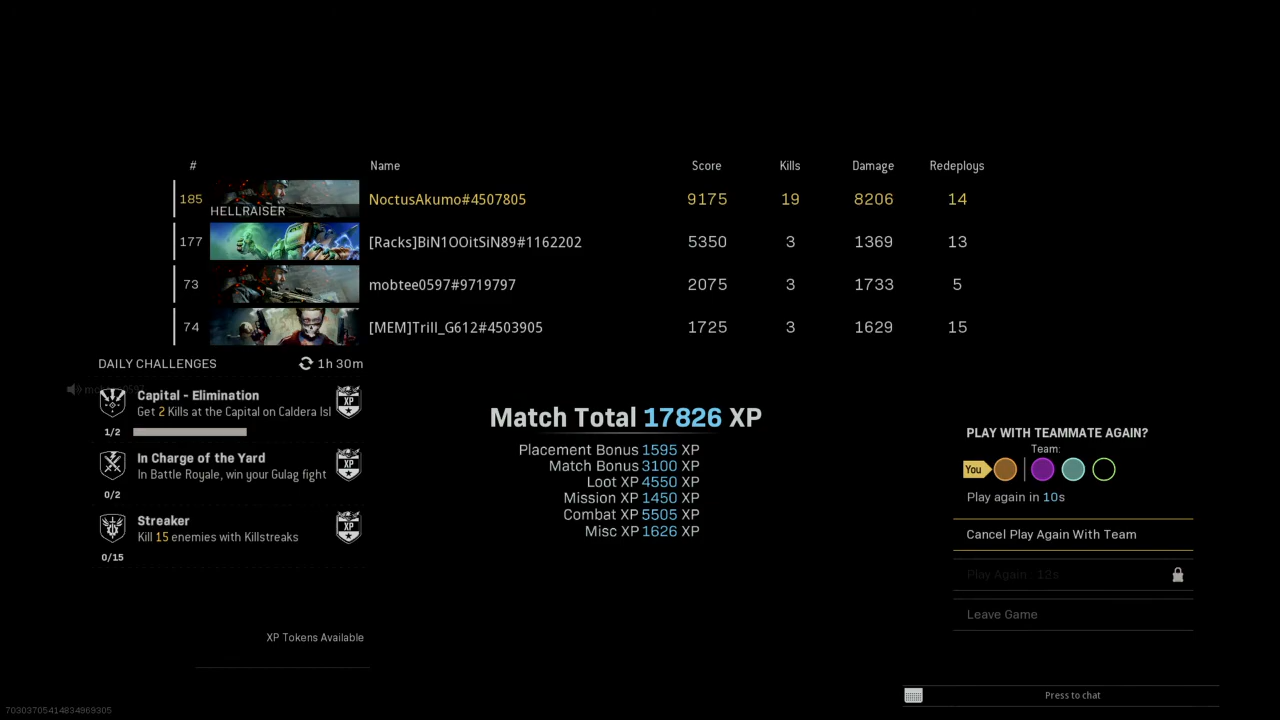 # Name Score Kills Damage Redeploys
185 HELLRAISER NoctusAkumo#4507805 9175 19 8206 14
177 [Racks]BiN1OOitSiN89#1162202 5350 3 1369 13
73 mobtee0597#9719797 2075 3 1733 5
74 [MEM]Trill_G612#4503905 1725 3 1629 15
DAILY CHALLENGES 1h 30m
Capital - Elimination
Get 2 Kills at the Capital on Caldera Isl
1/2
In Charge of the Yard
In Battle Royale, win your Gulag fight
0/2
Streaker
Kill 15 enemies with Killstreaks
0/15
XP
XP
XP
XP Tokens Available
Match Total 17826 XP
Placement Bonus 1595 XP
Match Bonus 3100 XP
Loot XP 4550 XP
Mission XP 1450 XP
Combat XP 5505 XP
Misc XP 1626 XP
PLAY WITH TEAMMATE AGAIN?
Team:
You
Play again in 10s
Cancel Play Again With Team
Play Again : 12s
Leave Game
Press to chat
70303705414834969305